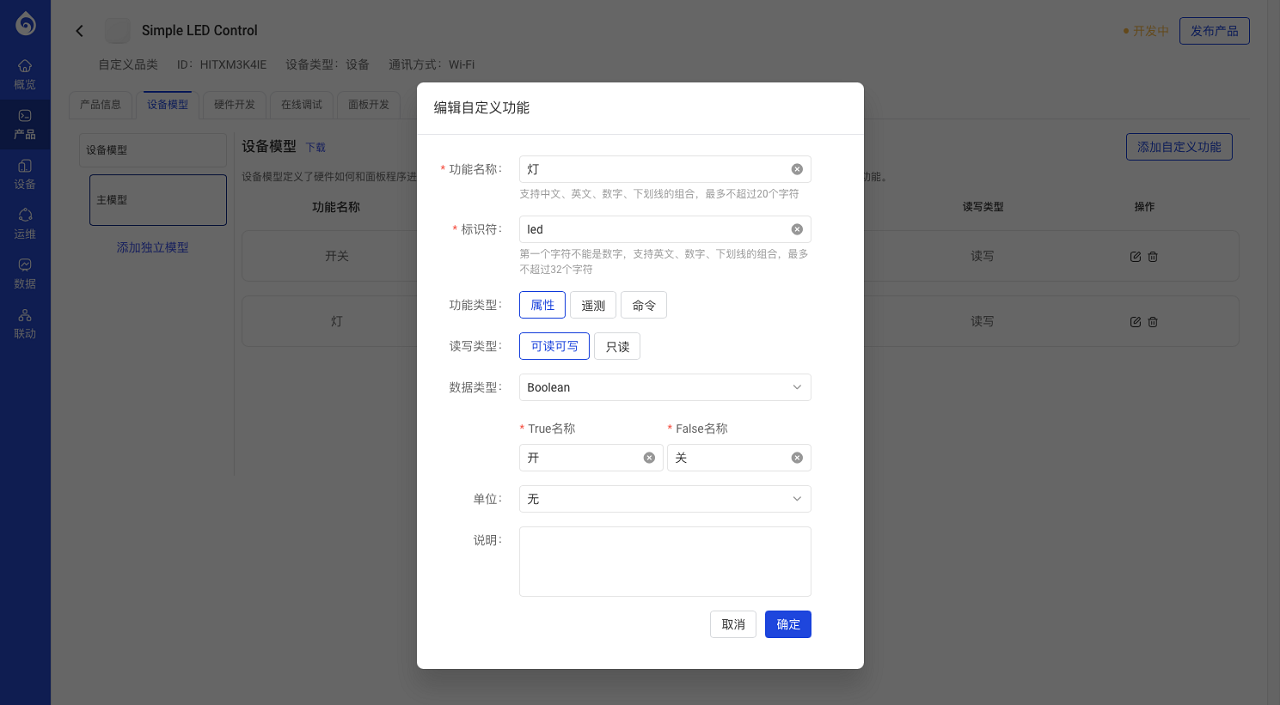 Simple LED Control
开发中
发布产品
自定义品类 ID：HITXM3K4IE 设备类型：设备 通讯方式：Wi-Fi
概览
产品
设备
运维
数据
联动
产品信息
设备模型
硬件开发
在线调试
面板开发
设备模型
主模型
添加独立模型
设备模型 下载
添加自定义功能
设备模型定义了硬件如何和面板程序进
功能。
功能名称
读写类型
操作
开关
读写
灯
读写
编辑自定义功能
* 功能名称：
灯
支持中文、英文、数字、下划线的组合，最多不超过20个字符
* 标识符：
led
第一个字符不能是数字，支持英文、数字、下划线的组合，最多
不超过32个字符
功能类型：
属性
遥测
命令
读写类型：
可读可写
只读
数据类型：
Boolean
* True名称
* False名称
开
关
单位：
无
说明：
取消
确定